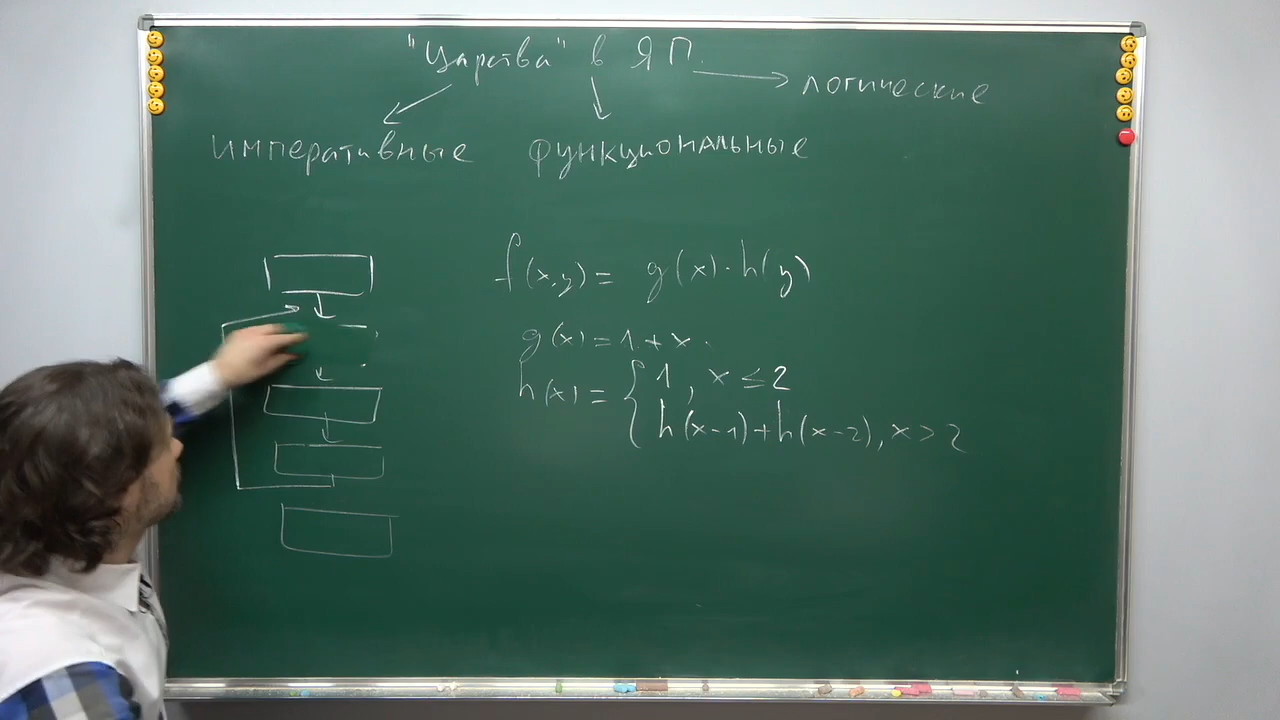 "Царства" в ЯП.
логические
императивные
функциональные
f(x,y) = g(x)·h(y)
g(x) = 1 + x.
h(x) = { 1, x ≤ 2
h(x-1)+h(x-2), x > 2